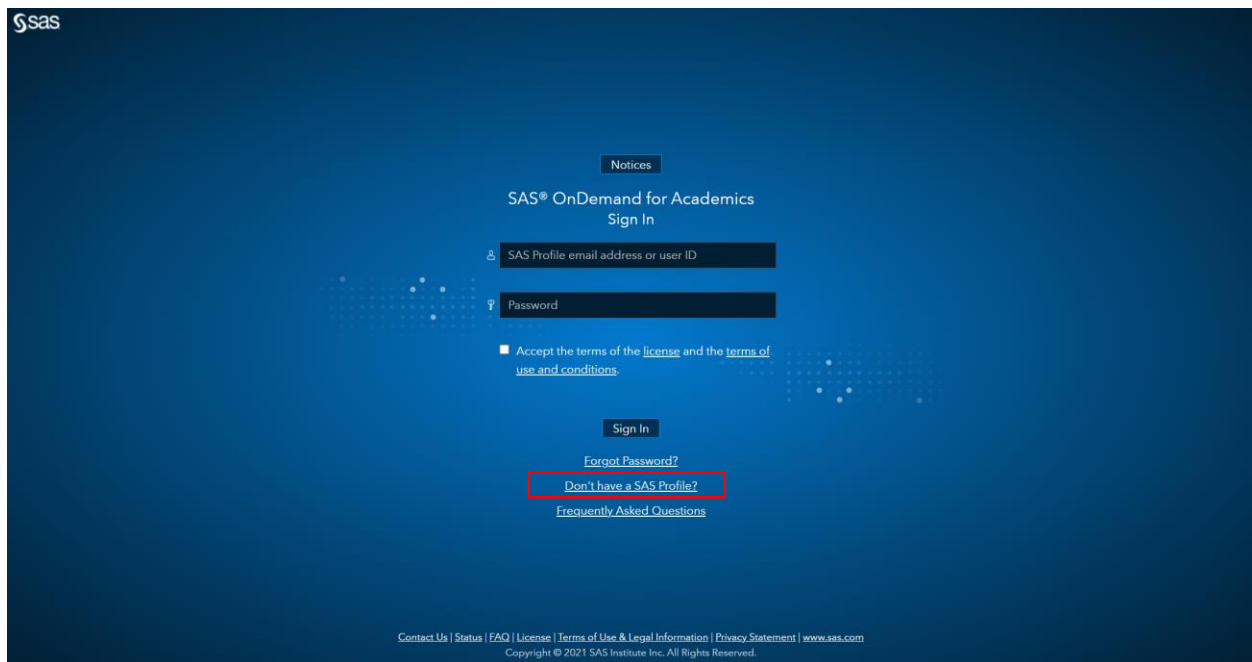 sas
Notices
SAS® OnDemand for Academics
Sign In
SAS Profile email address or user ID
Password
Accept the terms of the license and the terms of
use and conditions.
Sign In
Forgot Password?
Don't have a SAS Profile?
Frequently Asked Questions
Contact Us | Status | FAQ | License | Terms of Use & Legal Information | Privacy Statement | www.sas.com
Copyright © 2021 SAS Institute Inc. All Rights Reserved.